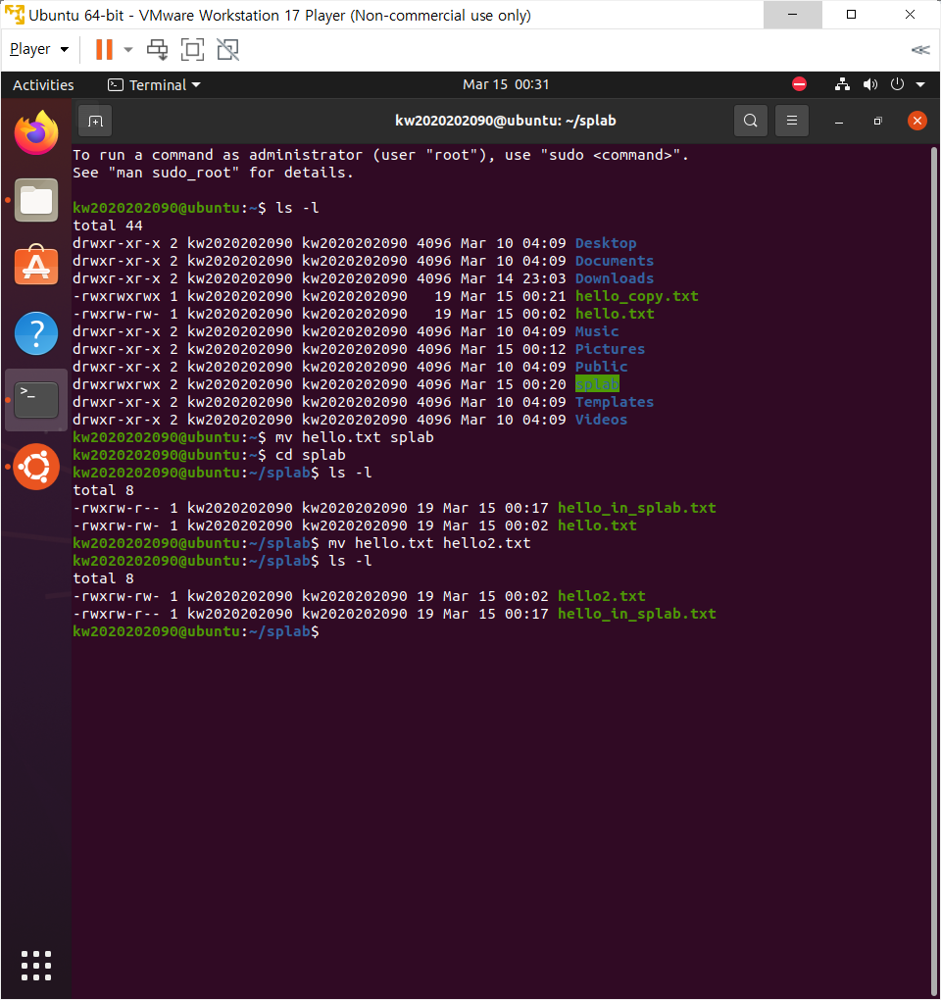 Ubuntu 64-bit - VMware Workstation 17 Player (Non-commercial use only)
Player
Activities
Terminal
Mar 15 00:31
kw2020202090@ubuntu: ~/splab
To run a command as administrator (user "root"), use "sudo <command>".
See "man sudo_root" for details.
kw2020202090@ubuntu:~$ ls -l
total 44
drwxr-xr-x 2 kw2020202090 kw2020202090 4096 Mar 10 04:09 Desktop
drwxr-xr-x 2 kw2020202090 kw2020202090 4096 Mar 10 04:09 Documents
drwxr-xr-x 2 kw2020202090 kw2020202090 4096 Mar 14 23:03 Downloads
-rwxrwxrwx 1 kw2020202090 kw2020202090   19 Mar 15 00:21 hello_copy.txt
-rwxrw-rw- 1 kw2020202090 kw2020202090   19 Mar 15 00:02 hello.txt
drwxr-xr-x 2 kw2020202090 kw2020202090 4096 Mar 10 04:09 Music
drwxr-xr-x 2 kw2020202090 kw2020202090 4096 Mar 15 00:12 Pictures
drwxr-xr-x 2 kw2020202090 kw2020202090 4096 Mar 10 04:09 Public
drwxrwxrwx 2 kw2020202090 kw2020202090 4096 Mar 15 00:20 splab
drwxr-xr-x 2 kw2020202090 kw2020202090 4096 Mar 10 04:09 Templates
drwxr-xr-x 2 kw2020202090 kw2020202090 4096 Mar 10 04:09 Videos
kw2020202090@ubuntu:~$ mv hello.txt splab
kw2020202090@ubuntu:~$ cd splab
kw2020202090@ubuntu:~/splab$ ls -l
total 8
-rwxrw-r-- 1 kw2020202090 kw2020202090 19 Mar 15 00:17 hello_in_splab.txt
-rwxrw-rw- 1 kw2020202090 kw2020202090 19 Mar 15 00:02 hello.txt
kw2020202090@ubuntu:~/splab$ mv hello.txt hello2.txt
kw2020202090@ubuntu:~/splab$ ls -l
total 8
-rwxrw-rw- 1 kw2020202090 kw2020202090 19 Mar 15 00:02 hello2.txt
-rwxrw-r-- 1 kw2020202090 kw2020202090 19 Mar 15 00:17 hello_in_splab.txt
kw2020202090@ubuntu:~/splab$